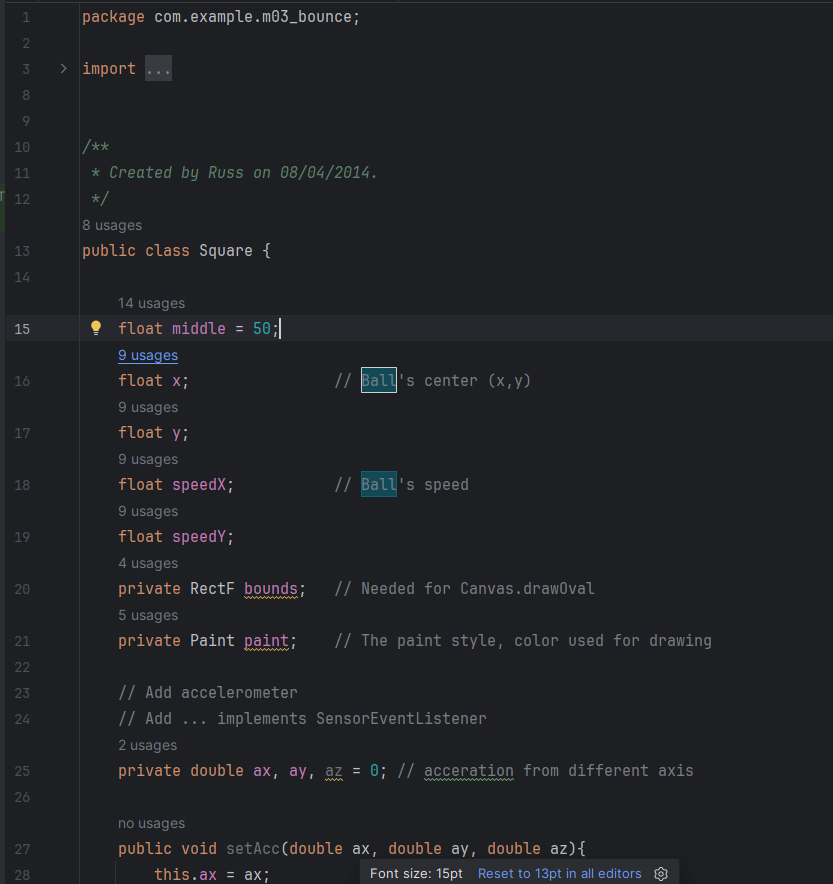 1 package com.example.m03_bounce;
2
3 import ...
8
9
10 /**
11 * Created by Russ on 08/04/2014.
12 */
8 usages
13 public class Square {
14
14 usages
15 float middle = 50;
9 usages
16 float x; // Ball's center (x,y)
9 usages
17 float y;
9 usages
18 float speedX; // Ball's speed
9 usages
19 float speedY;
4 usages
20 private RectF bounds; // Needed for Canvas.drawOval
5 usages
21 private Paint paint; // The paint style, color used for drawing
22
23 // Add accelerometer
24 // Add ... implements SensorEventListener
2 usages
25 private double ax, ay, az = 0; // acceration from different axis
26
no usages
27 public void setAcc(double ax, double ay, double az){
28 this.ax = ax;
Font size: 15pt Reset to 13pt in all editors